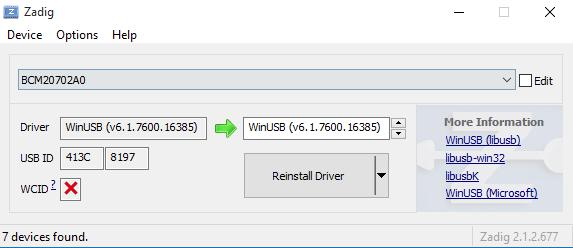 Zadig
Device Options Help
BCM20702A0 Edit
Driver WinUSB (v6.1.7600.16385) WinUSB (v6.1.7600.16385)
USB ID 413C 8197
WCID ?
Reinstall Driver
More Information
WinUSB (libusb)
libusb-win32
libusbK
WinUSB (Microsoft)
7 devices found. Zadig 2.1.2.677